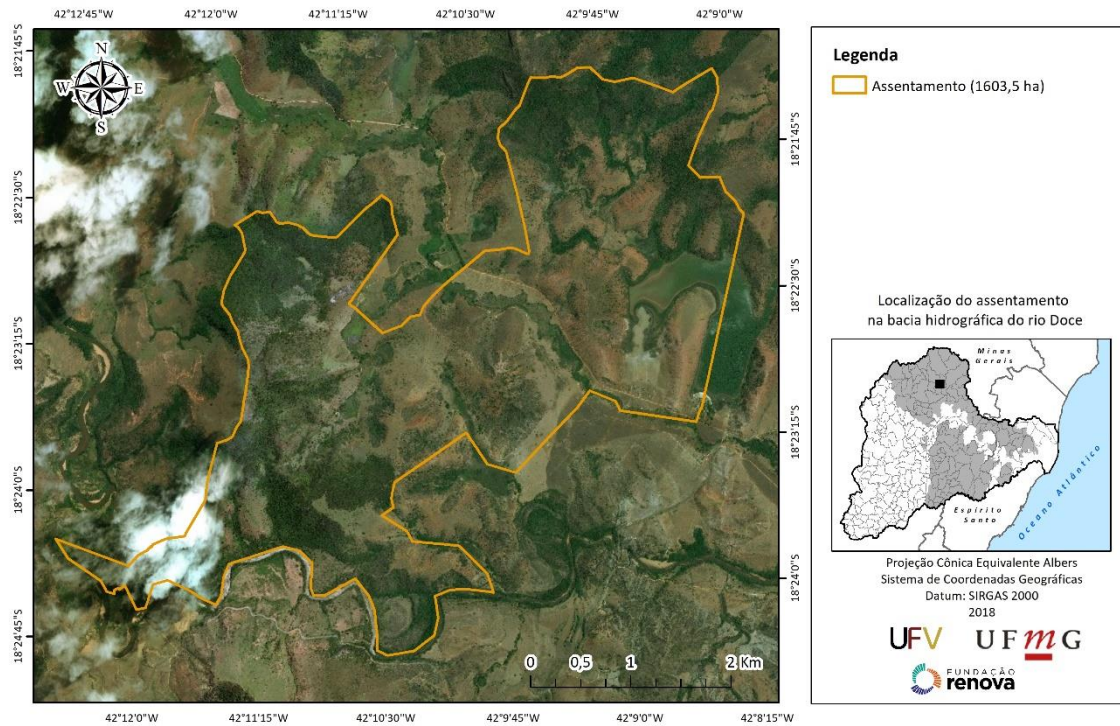 42°12'45"W 42°12'0"W 42°11'15"W 42°10'30"W 42°9'45"W 42°9'0"W
18°21'45"S
18°22'30"S
18°23'15"S
18°24'0"S
18°24'45"S
N
W E
S
18°21'45"S
18°22'30"S
18°23'15"S
18°24'0"S
0 0,5 1 2 Km
42°12'0"W 42°11'15"W 42°10'30"W 42°9'45"W 42°9'0"W 42°8'15"W
Legenda
Assentamento (1603,5 ha)
Localização do assentamento
na bacia hidrográfica do rio Doce
Minas
Gerais
Espírito
Santo
Oceano Atlântico
Projeção Cônica Equivalente Albers
Sistema de Coordenadas Geográficas
Datum: SIRGAS 2000
2018
UFV UFmG
FUNDAÇÃO
renova